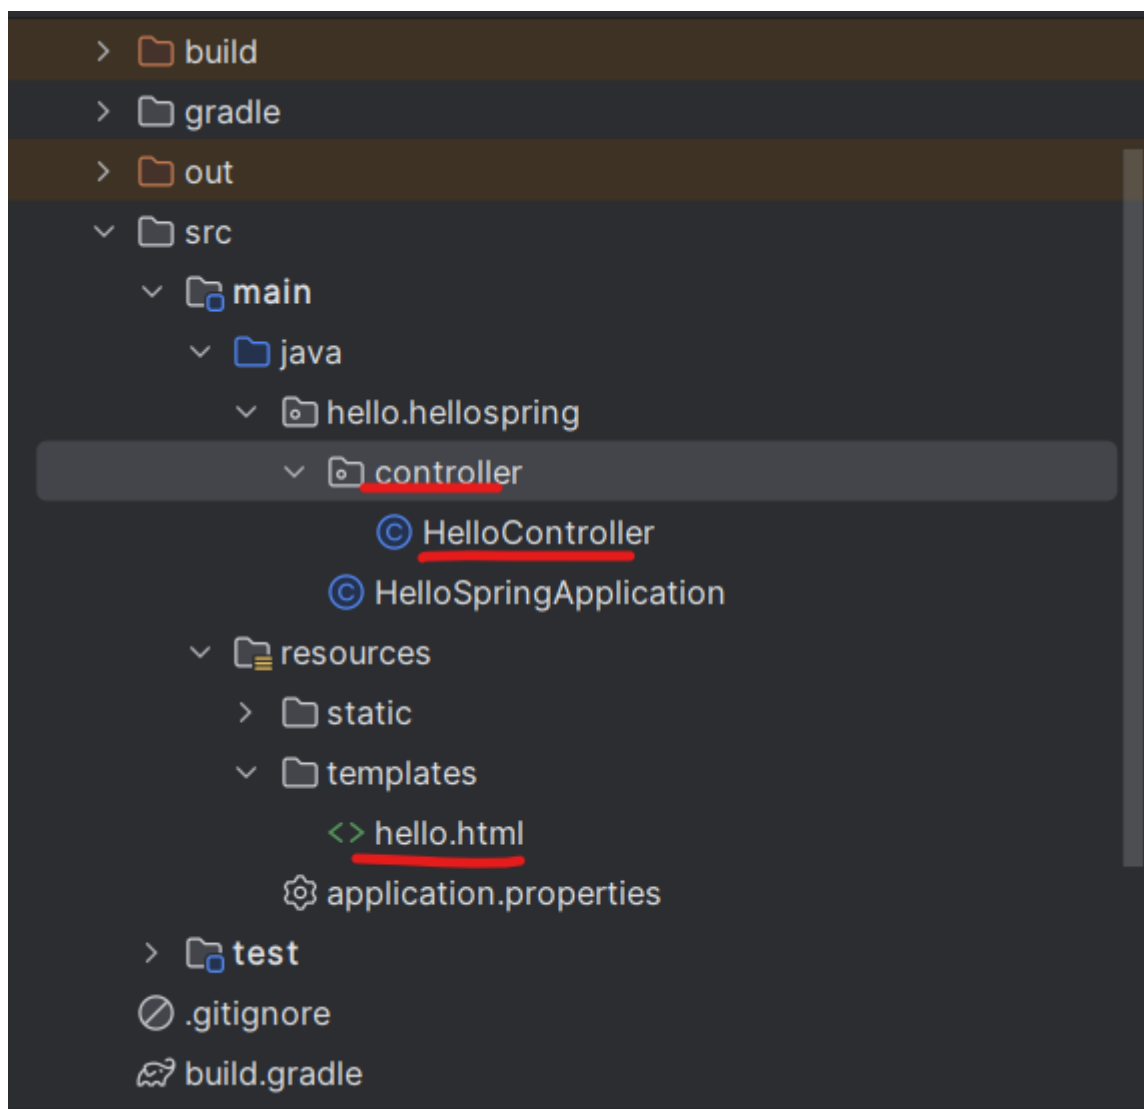 build
gradle
out
src
main
java
hello.hellospring
controller
HelloController
HelloSpringApplication
resources
static
templates
<> hello.html
application.properties
test
.gitignore
build.gradle